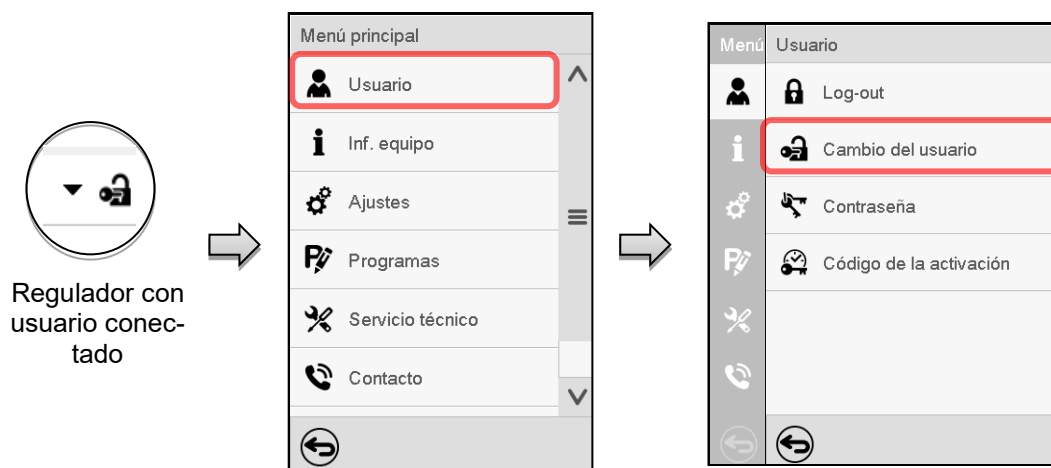 Regulador con
usuario conec-
tado
Menú principal
Usuario
Inf. equipo
Ajustes
Programas
Servicio técnico
Contacto
Menú
Usuario
Log-out
Cambio del usuario
Contraseña
Código de la activación